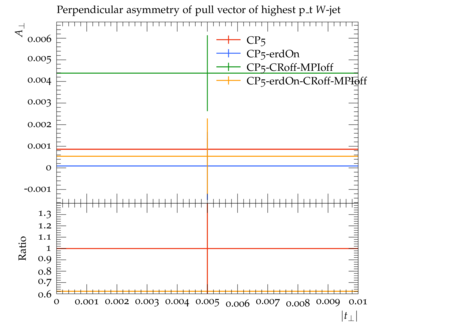 Perpendicular asymmetry of pull vector of highest p_t W-jet
A⊥
0.006
0.005
0.004
0.003
0.002
0.001
0
-0.001
CP5
CP5-erdOn
CP5-CRoff-MPIoff
CP5-erdOn-CRoff-MPIoff
Ratio
1.3
1.2
1.1
1
0.9
0.8
0.7
0.6
0 0.001 0.002 0.003 0.004 0.005 0.006 0.007 0.008 0.009 0.01
|t⊥|